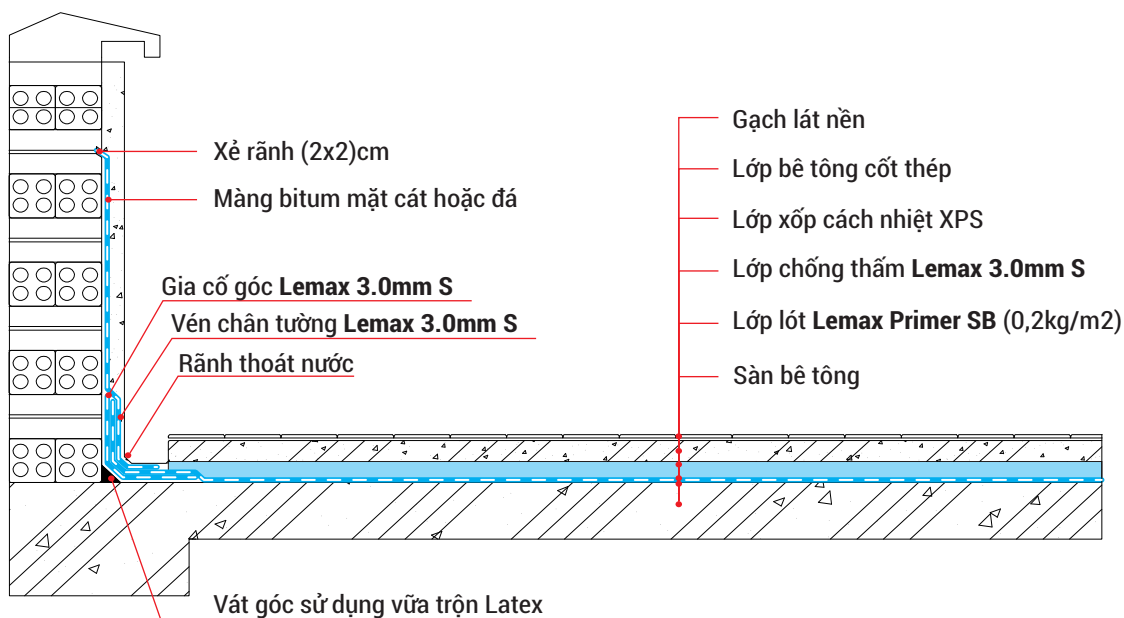 Xẻ rãnh (2x2)cm
Màng bitum mặt cát hoặc đá
Gia cố góc Lemax 3.0mm S
Vén chân tường Lemax 3.0mm S
Rãnh thoát nước
Gạch lát nền
Lớp bê tông cốt thép
Lớp xốp cách nhiệt XPS
Lớp chống thấm Lemax 3.0mm S
Lớp lót Lemax Primer SB (0,2kg/m2)
Sàn bê tông
Vát góc sử dụng vữa trộn Latex